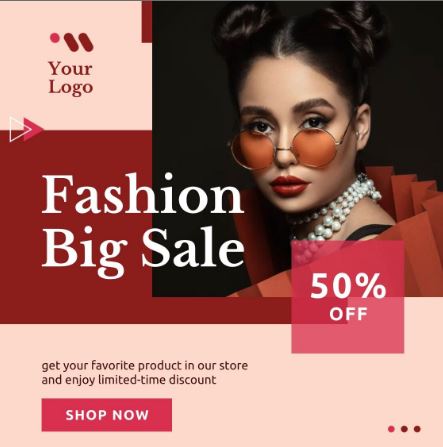 Your
Logo
Fashion
Big Sale
50%
OFF
get your favorite product in our store
and enjoy limited-time discount
SHOP NOW